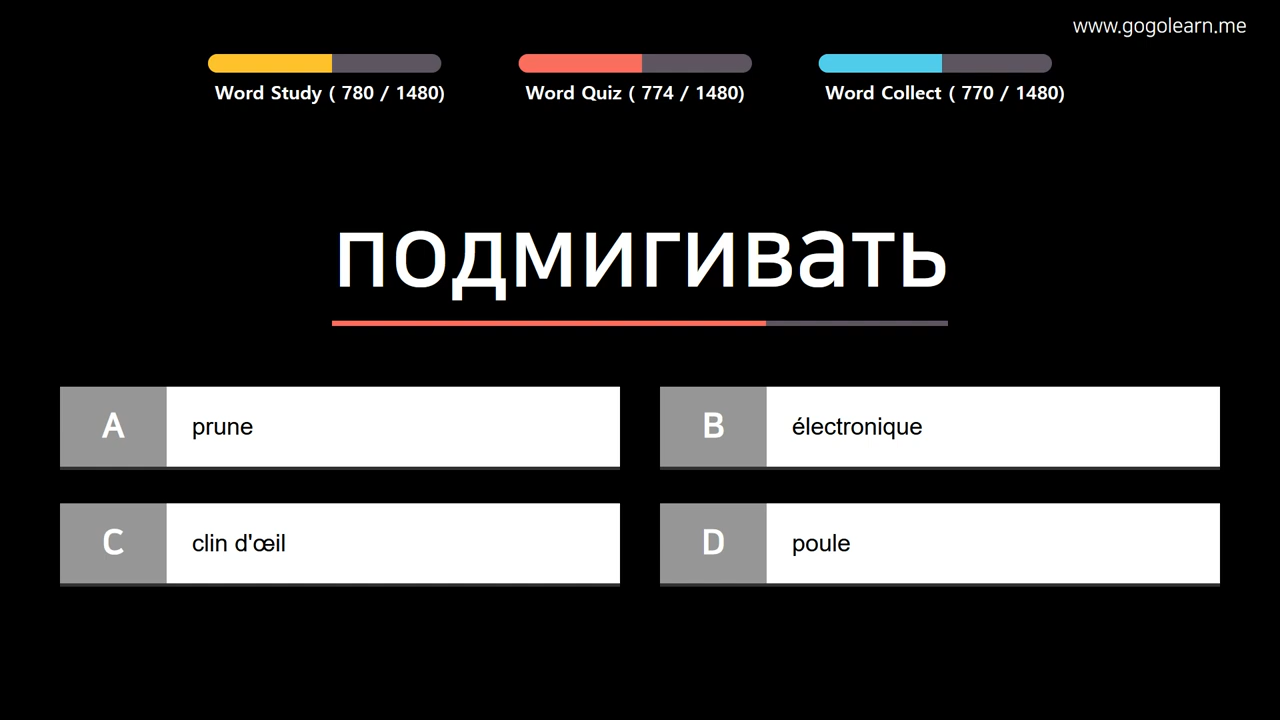 www.gogolearn.me
Word Study ( 780 / 1480)
Word Quiz ( 774 / 1480)
Word Collect ( 770 / 1480)
подмигивать
A prune
B électronique
C clin d'œil
D poule